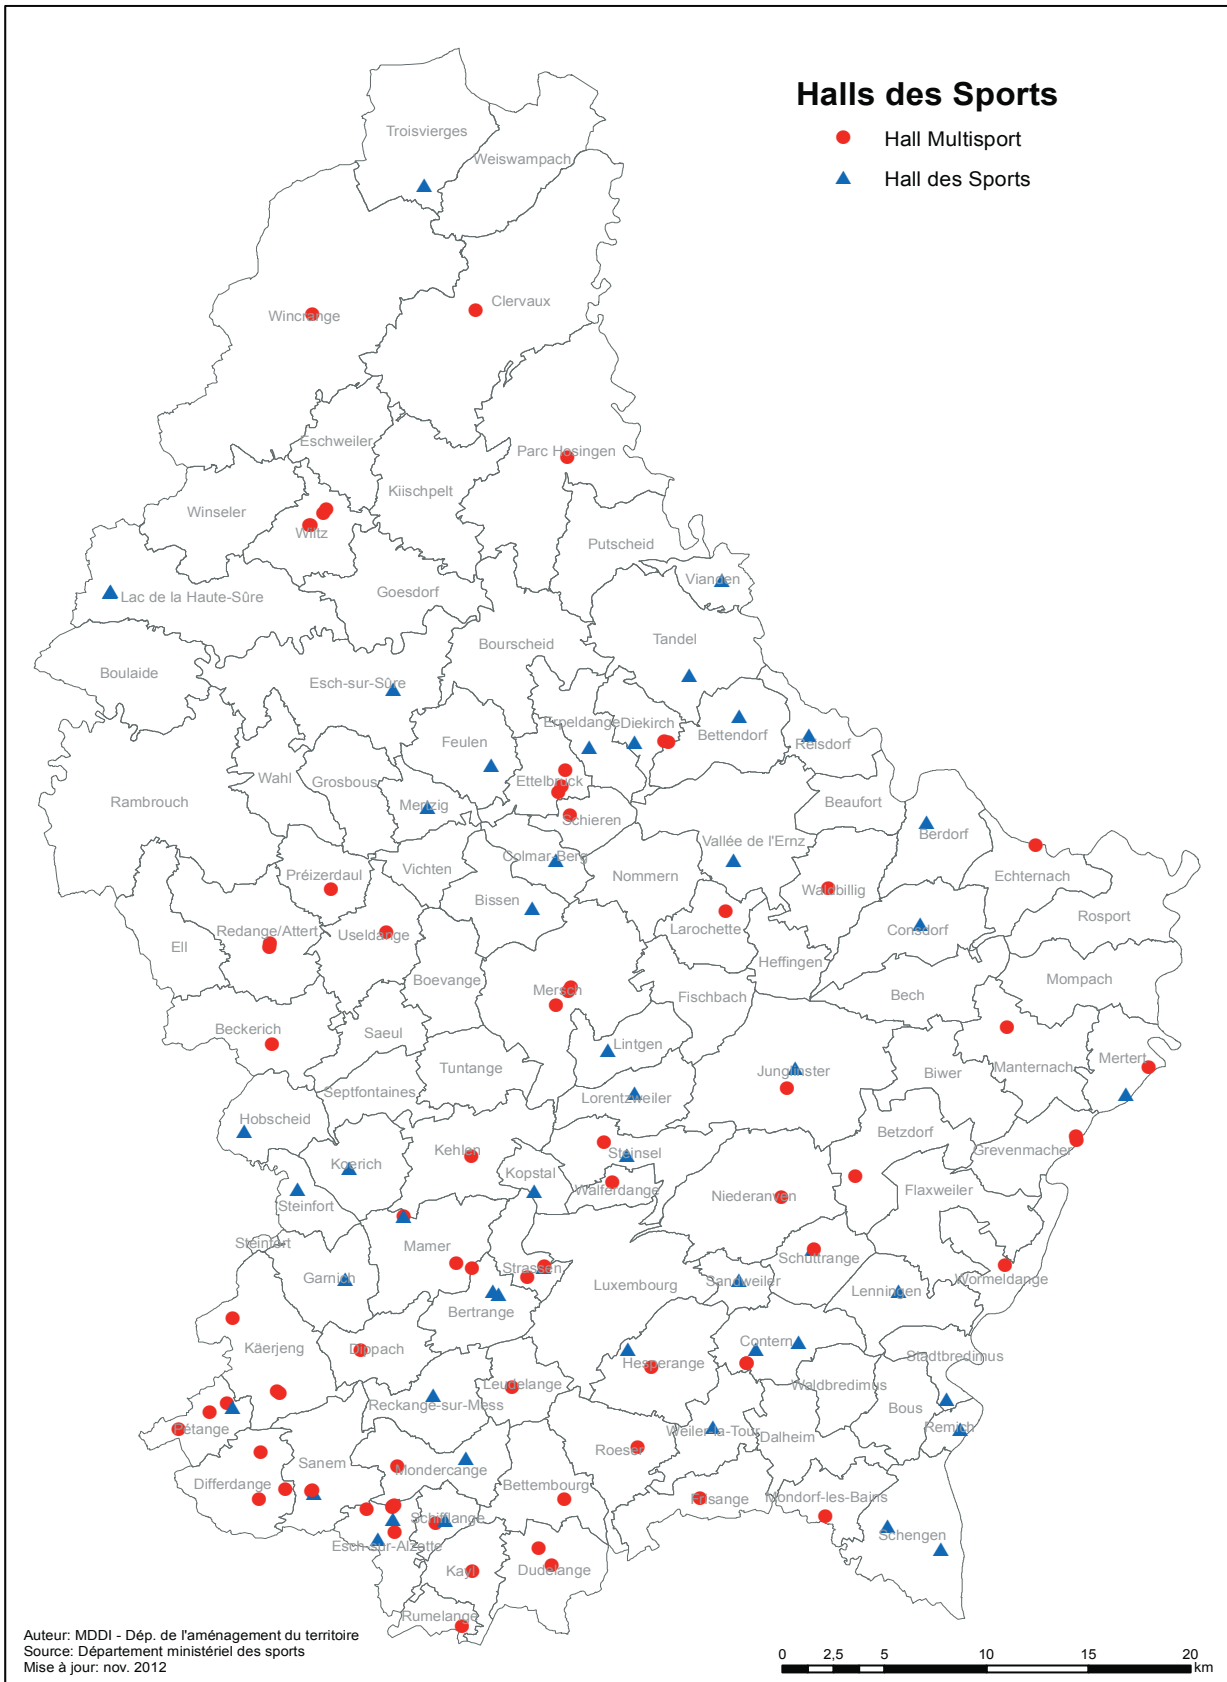 Halls des Sports
Hall Multisport
Hall des Sports
Troisvierges
Weiswampach
Clervaux
Wincrange
Eschweiler
Parc Hosingen
Kiischpelt
Winseler
Wiltz
Putscheid
Vianden
Lac de la Haute-Sûre
Goesdorf
Tandel
Bourscheid
Boulaide
Esch-sur-Sûre
Erpeldange
Diekirch
Bettendorf
Reisdorf
Feulen
Wahl
Grosbous
Ettelbruck
Rambrouch
Mertzig
Beaufort
Schieren
Berdorf
Vallée de l'Ernz
Colmar-Berg
Préizerdaul
Vichten
Nommern
Waldbillig
Echternach
Bissen
Rosport
Redange/Attert
Useldange
Larochette
Consdorf
Ell
Heffingen
Boevange
Mersch
Fischbach
Bech
Mompach
Beckerich
Saeul
Lintgen
Tuntange
Junglinster
Biwer
Manternach
Mertert
Septfontaines
Lorentzweiler
Hobscheid
Betzdorf
Kehlen
Steinsel
Grevenmacher
Koerich
Kopstal
Walferdange
Niederanven
Flaxweiler
Steinfort
Steinfort
Mamer
Schuttrange
Garnich
Strassen
Luxembourg
Sandweiler
Lenningen
Wormeldange
Bertrange
Käerjeng
Dippach
Contern
Hesperange
Stadtbredimus
Leudelange
Waldbredimus
Reckange-sur-Mess
Bous
Pétange
Weiler-la-Tour
Dalheim
Remich
Roeser
Sanem
Mondercange
Differdange
Bettembourg
Frisange
Mondorf-les-Bains
Schifflange
Schengen
Esch-sur-Alzette
Kayl
Dudelange
Rumelange
Auteur: MDDI - Dép. de l'aménagement du territoire
Source: Département ministériel des sports
Mise à jour: nov. 2012
0 2,5 5 10 15 20
km